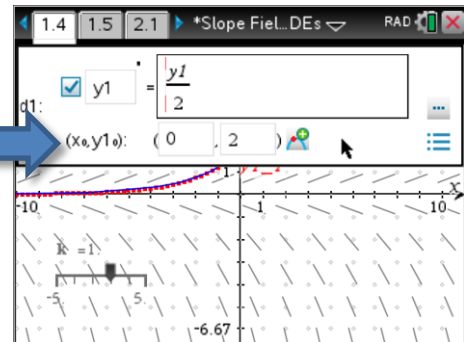 1.4 1.5 2.1 *Slope Fiel...DEs RAD
y1' = y1/2
d1:
(x₀,y1₀): (0, 2)
1.
-10 1 10 x
k =1.
-5. 5.
-6.67